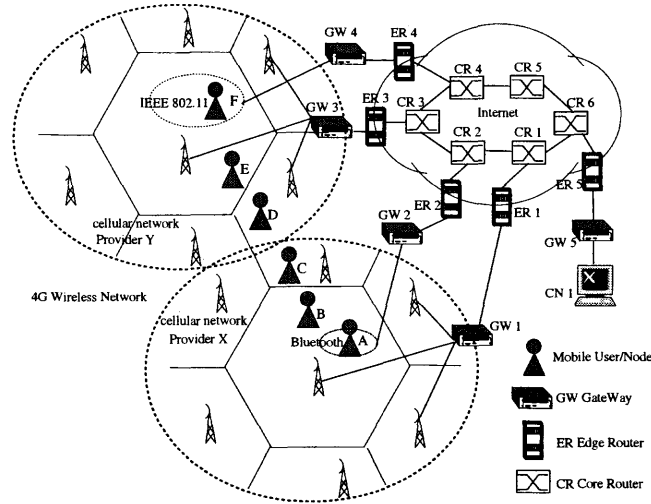 GW 4
ER 4
CR 4
CR 5
IEEE 802.11
F
GW 3
ER 3
CR 3
Internet
CR 6
CR 2
CR 1
E
ER 5
D
ER 2
ER 1
GW 2
cellular network
Provider Y
GW 5
C
CN 1
4G Wireless Network
cellular network
Provider X
B
Bluetooth
A
GW 1
Mobile User/Node
GW GateWay
ER Edge Router
CR Core Router